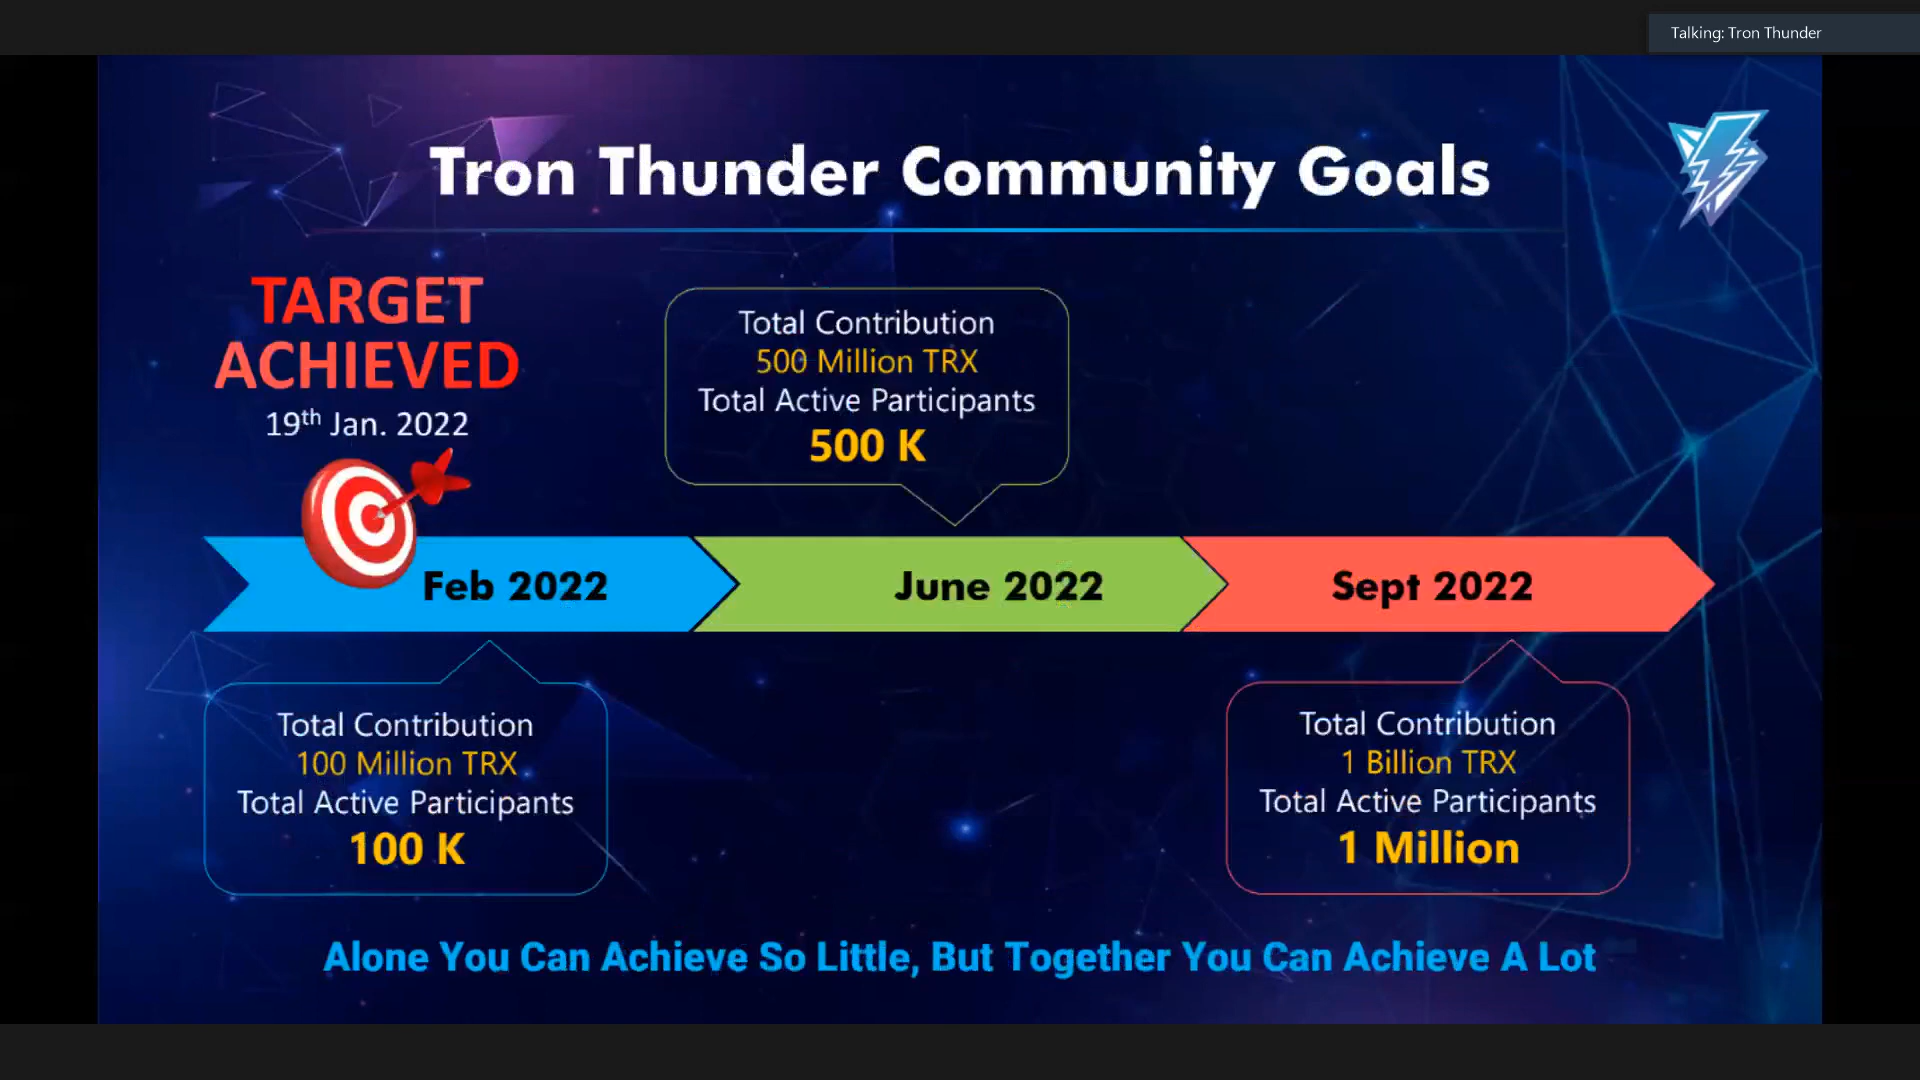 Talking: Tron Thunder
Tron Thunder Community Goals
TARGET
ACHIEVED
19th Jan. 2022
Total Contribution
500 Million TRX
Total Active Participants
500 K
Feb 2022
June 2022
Sept 2022
Total Contribution
100 Million TRX
Total Active Participants
100 K
Total Contribution
1 Billion TRX
Total Active Participants
1 Million
Alone You Can Achieve So Little, But Together You Can Achieve A Lot